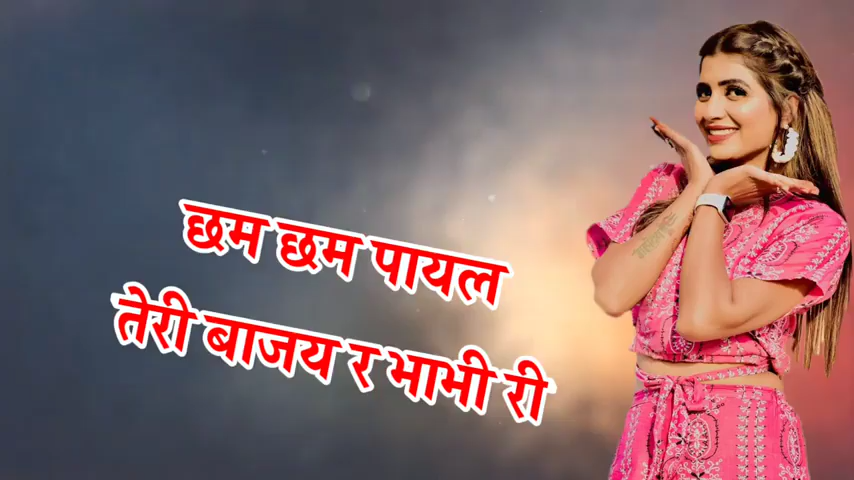 छम छम पायल
तेरी बाजय र भाभी री